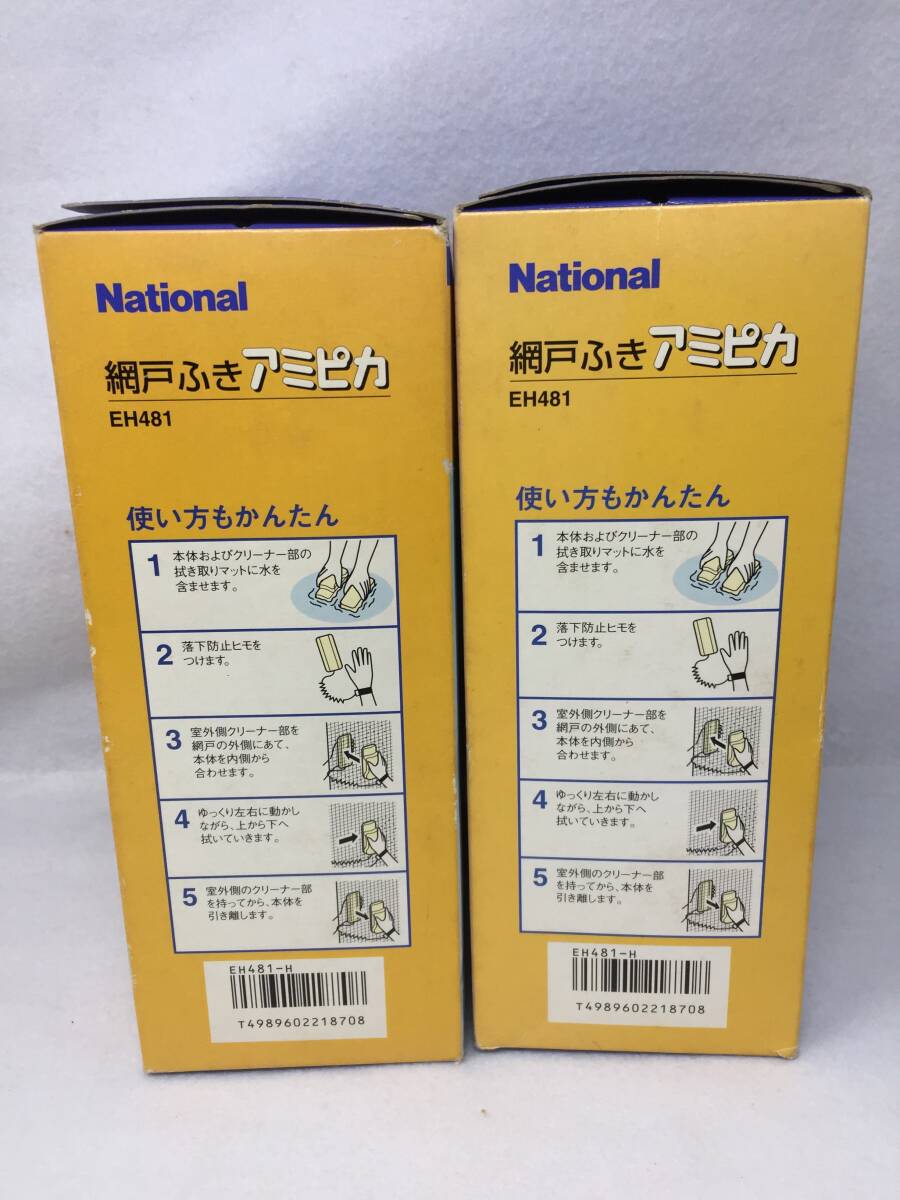 National
網戸ふきアミピカ
EH481
使い方もかんたん
1 本体およびクリーナー部の
拭き取りマットに水を
含ませます。
2 落下防止ヒモを
つけます。
3 室外側クリーナー部を
網戸の外側にあて、
本体を内側から
合わせます。
4 ゆっくり左右に動かし
ながら、上から下へ
拭いていきます。
5 室外側のクリーナー部
を持ってから、本体を
引き離します。
EH481-H
T4989602218708
National
網戸ふきアミピカ
EH481
使い方もかんたん
1 本体およびクリーナー部の
拭き取りマットに水を
含ませます。
2 落下防止ヒモを
つけます。
3 室外側クリーナー部を
網戸の外側にあて、
本体を内側から
合わせます。
4 ゆっくり左右に動かし
ながら、上から下へ
拭いていきます。
5 室外側のクリーナー部
を持ってから、本体を
引き離します。
EH481-H
T4989602218708